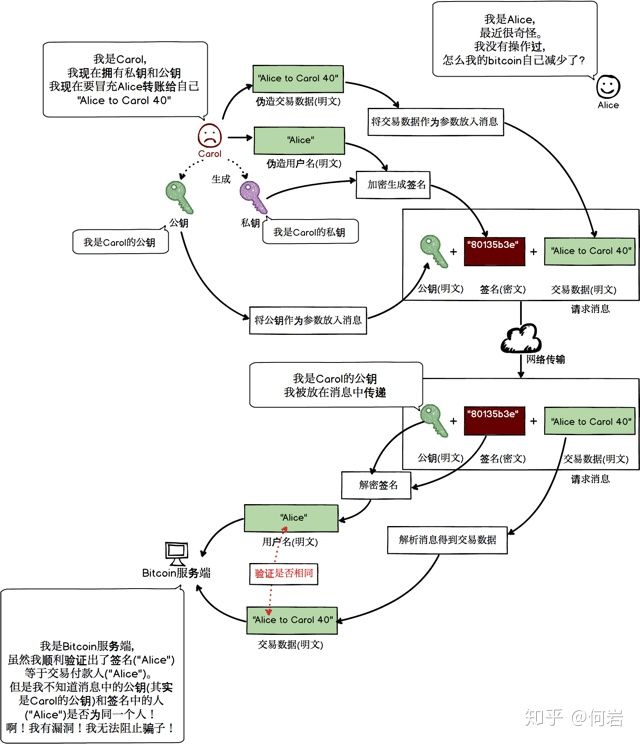 我是Alice,
最近很奇怪。
我没有操作过,
怎么我的bitcoin自己减少了?
Alice
我是Carol,
我现在拥有私钥和公钥
我现在要冒充Alice转账给自己
"Alice to Carol 40"
Carol
"Alice to Carol 40"
伪造交易数据(明文)
将交易数据作为参数放入消息
"Alice"
伪造用户名(明文)
生成
加密生成签名
公钥
私钥
我是Carol的公钥
我是Carol的私钥
将公钥作为参数放入消息
+
"80135b3e"
+
"Alice to Carol 40"
公钥(明文)
签名(密文)
交易数据(明文)
请求消息
网络传输
我是Carol的公钥
我被放在消息中传递
+
"80135b3e"
+
"Alice to Carol 40"
公钥(明文)
签名(密文)
交易数据(明文)
请求消息
解密签名
"Alice"
用户名(明文)
解析消息得到交易数据
Bitcoin服务端
验证是否相同
"Alice to Carol 40"
交易数据(明文)
我是Bitcoin服务端,
虽然我顺利验证出了签名("Alice")
等于交易付款人("Alice")。
但是我不知道消息中的公钥(其实
是Carol的公钥)和签名中的人
("Alice")是否为同一个人!
啊!我有漏洞!我无法阻止骗子!
知乎 @何岩